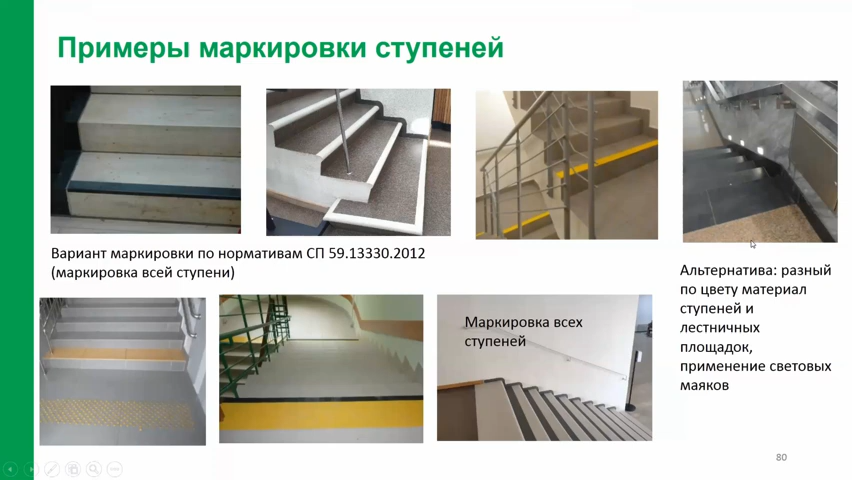 Примеры маркировки ступеней
Вариант маркировки по нормативам СП 59.13330.2012
(маркировка всей ступени)
Маркировка всех
ступеней
Альтернатива: разный
по цвету материал
ступеней и
лестничных
площадок,
применение световых
маяков
80